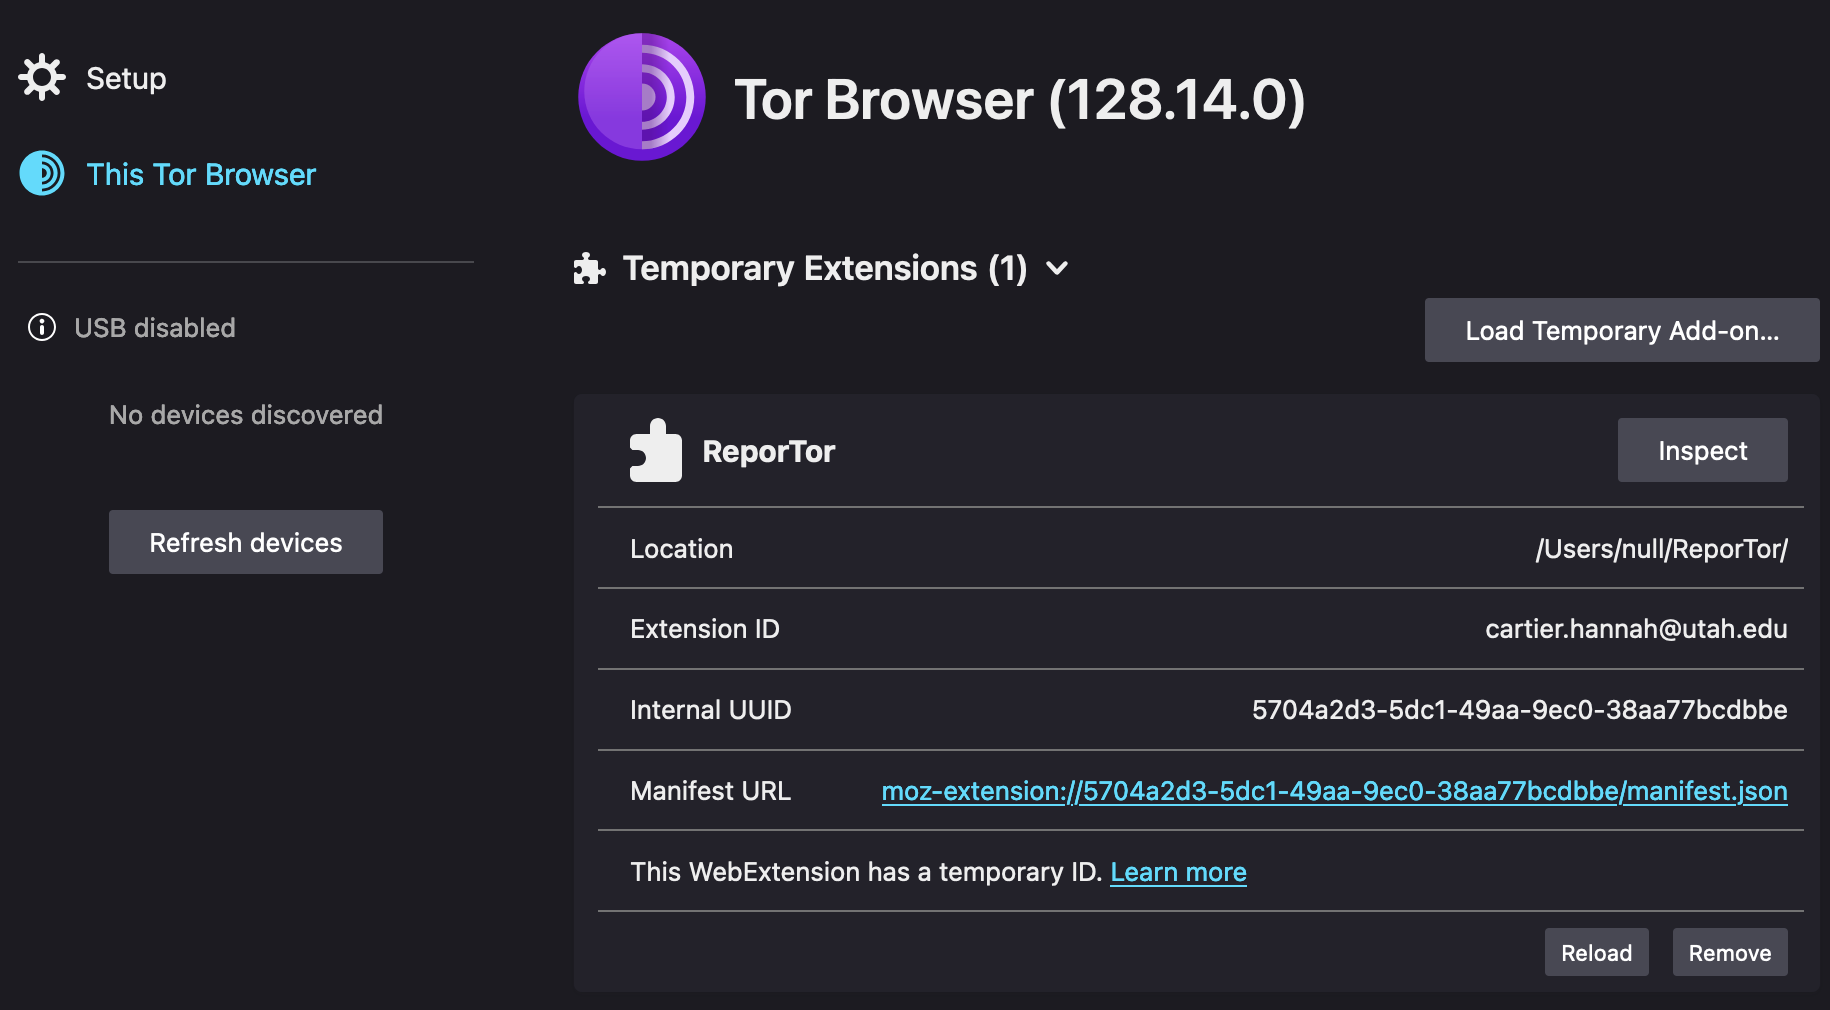 Setup
This Tor Browser
USB disabled
No devices discovered
Refresh devices
Tor Browser (128.14.0)
Temporary Extensions (1)
Load Temporary Add-on...
ReporTor
Inspect
Location /Users/null/ReporTor/
Extension ID cartier.hannah@utah.edu
Internal UUID 5704a2d3-5dc1-49aa-9ec0-38aa77bcdbbe
Manifest URL moz-extension://5704a2d3-5dc1-49aa-9ec0-38aa77bcdbbe/manifest.json
This WebExtension has a temporary ID. Learn more
Reload Remove